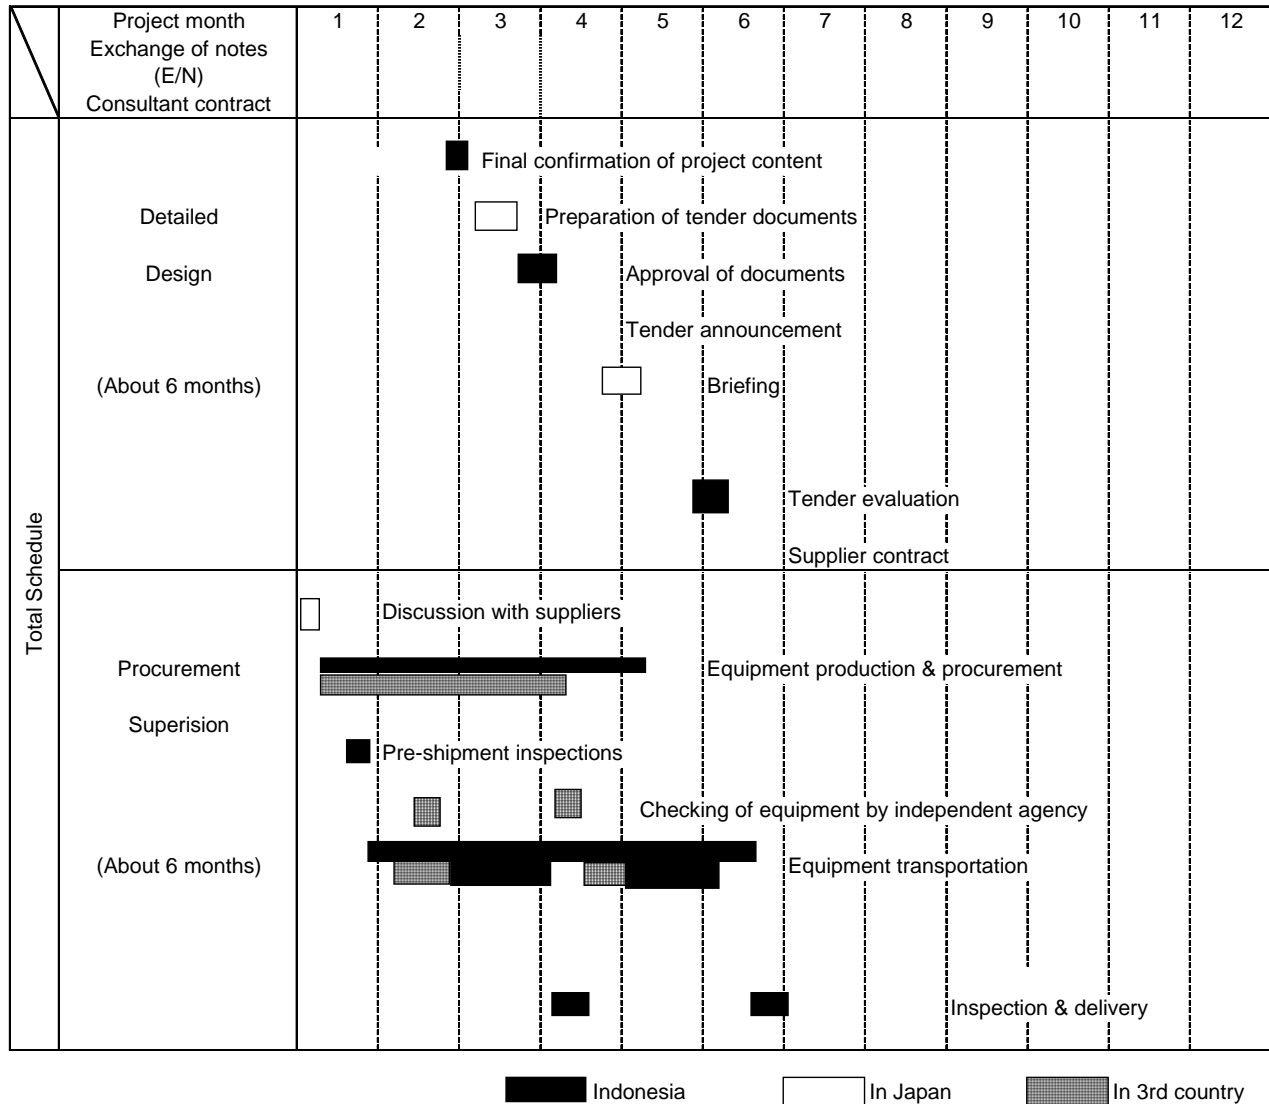 Project month 1 2 3 4 5 6 7 8 9 10 11 12
Exchange of notes
(E/N)
Consultant contract
Total Schedule
Final confirmation of project content
Detailed Preparation of tender documents
Design Approval of documents
Tender announcement
(About 6 months) Briefing
Tender evaluation
Supplier contract
Discussion with suppliers
Procurement Equipment production & procurement
Superision
Pre-shipment inspections
Checking of equipment by independent agency
(About 6 months) Equipment transportation
Inspection & delivery
Indonesia In Japan In 3rd country